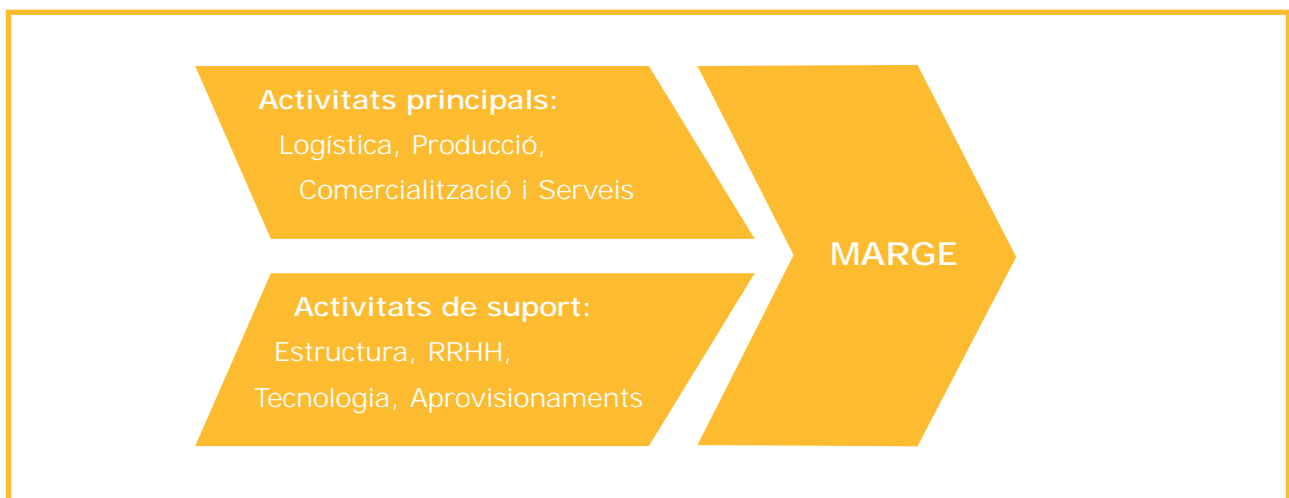 Activitats principals:
Logística, Producció,
Comercialització i Serveis
MARGE
Activitats de suport:
Estructura, RRHH,
Tecnologia, Aprovisionaments